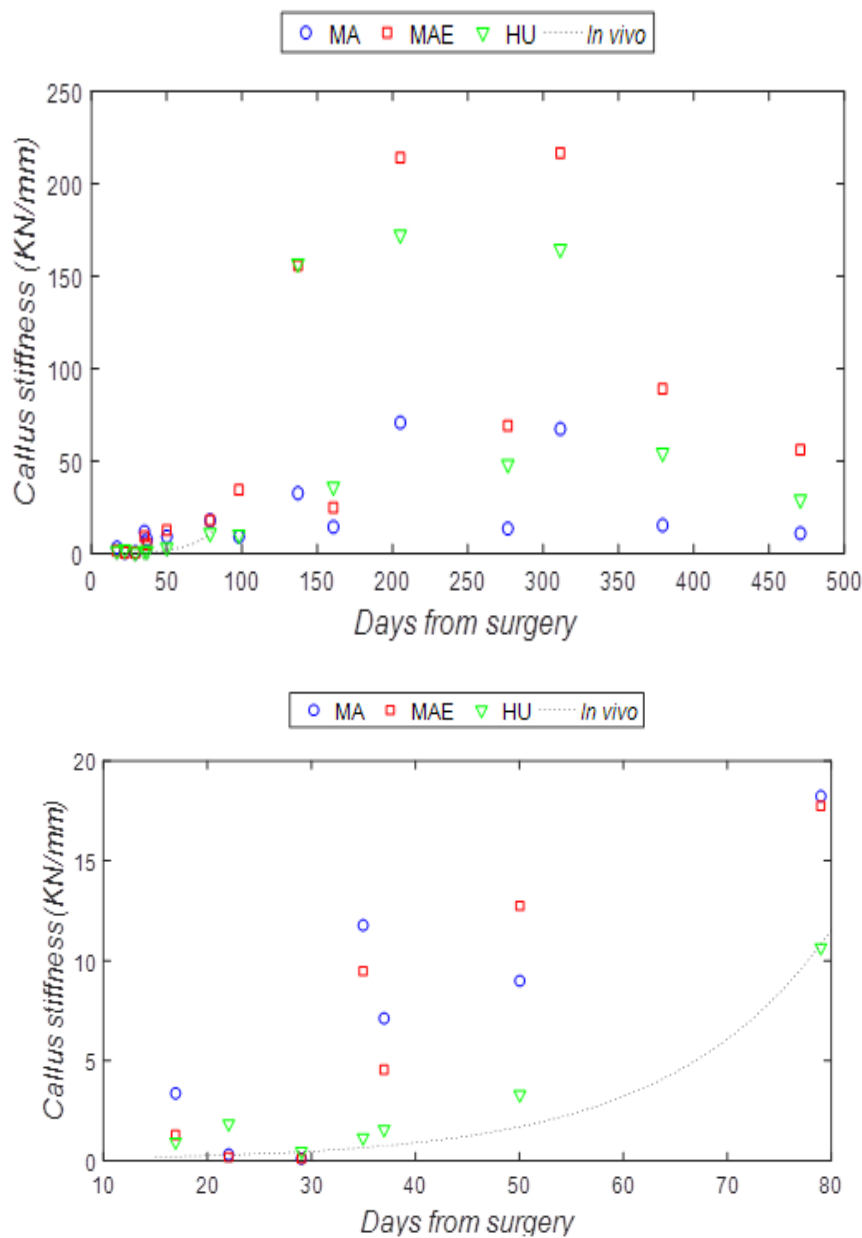 MA MAE HU In vivo
250
200
150
100
50
0
0 50 100 150 200 250 300 350 400 450 500
Callus stiffness (KN/mm)
Days from surgery
MA MAE HU In vivo
20
15
10
5
0
10 20 30 40 50 60 70 80
Callus stiffness (KN/mm)
Days from surgery